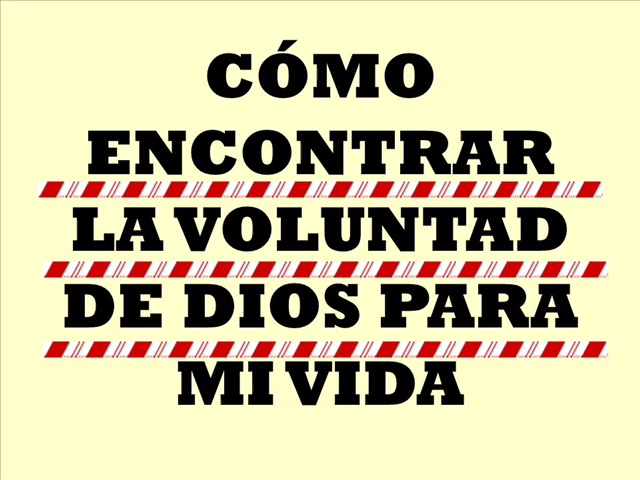 CÓMO
ENCONTRAR
LA VOLUNTAD
DE DIOS PARA
MI VIDA